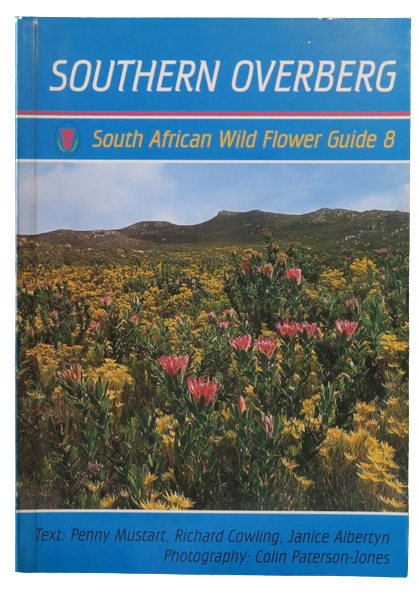 SOUTHERN OVERBERG
South African Wild Flower Guide 8
Text: Penny Mustart, Richard Cowling, Janice Albertyn
Photography: Colin Paterson-Jones